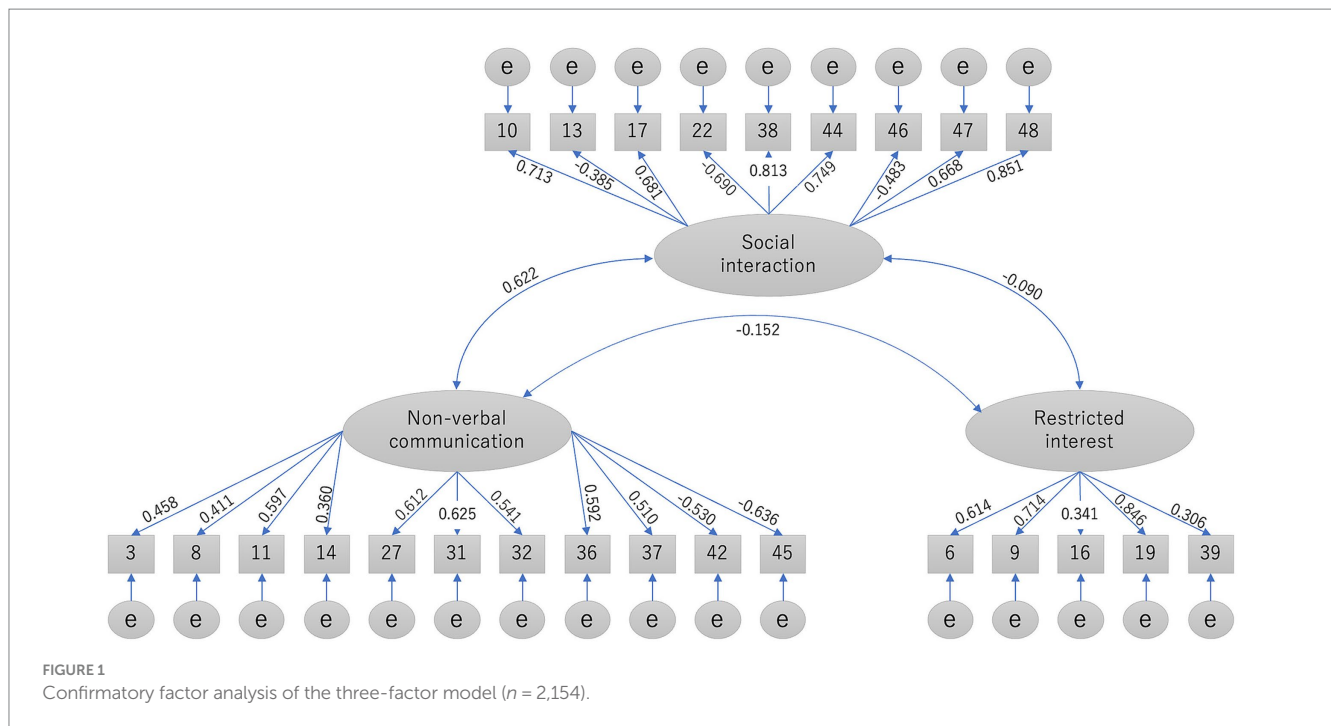 e e e e e e e e e
10 13 17 22 38 44 46 47 48
0.713 -0.385 0.681 -0.690 0.813 0.749 -0.483 0.668 0.851
Social
interaction
0.622
-0.090
-0.152
Non-verbal
communication
Restricted
interest
0.458 0.411 0.597 0.360 0.612 0.625 0.541 0.592 0.510 -0.530 -0.636
0.614 0.714 0.341 0.846 0.306
3 8 11 14 27 31 32 36 37 42 45
6 9 16 19 39
e e e e e e e e e e e
e e e e e
FIGURE 1
Confirmatory factor analysis of the three-factor model (n = 2,154).